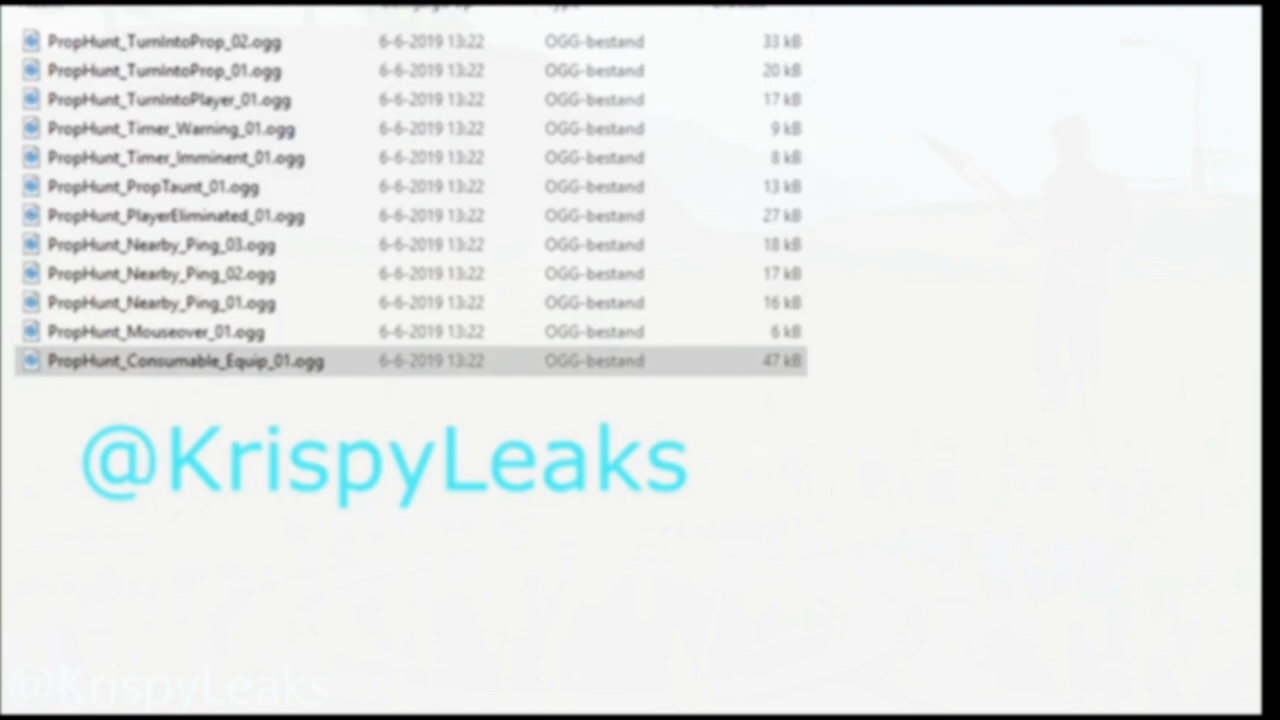 PropHunt_TurnIntoProp_02.ogg 6-6-2019 13:22 OGG-bestand 33 kB
PropHunt_TurnIntoProp_01.ogg 6-6-2019 13:22 OGG-bestand 20 kB
PropHunt_TurnIntoPlayer_01.ogg 6-6-2019 13:22 OGG-bestand 17 kB
PropHunt_Timer_Warning_01.ogg 6-6-2019 13:22 OGG-bestand 9 kB
PropHunt_Timer_Imminent_01.ogg 6-6-2019 13:22 OGG-bestand 8 kB
PropHunt_PropTaunt_01.ogg 6-6-2019 13:22 OGG-bestand 13 kB
PropHunt_PlayerEliminated_01.ogg 6-6-2019 13:22 OGG-bestand 27 kB
PropHunt_Nearby_Ping_03.ogg 6-6-2019 13:22 OGG-bestand 18 kB
PropHunt_Nearby_Ping_02.ogg 6-6-2019 13:22 OGG-bestand 17 kB
PropHunt_Nearby_Ping_01.ogg 6-6-2019 13:22 OGG-bestand 16 kB
PropHunt_Mouseover_01.ogg 6-6-2019 13:22 OGG-bestand 6 kB
PropHunt_Consumable_Equip_01.ogg 6-6-2019 13:22 OGG-bestand 47 kB
@KrispyLeaks
@KrispyLeaks